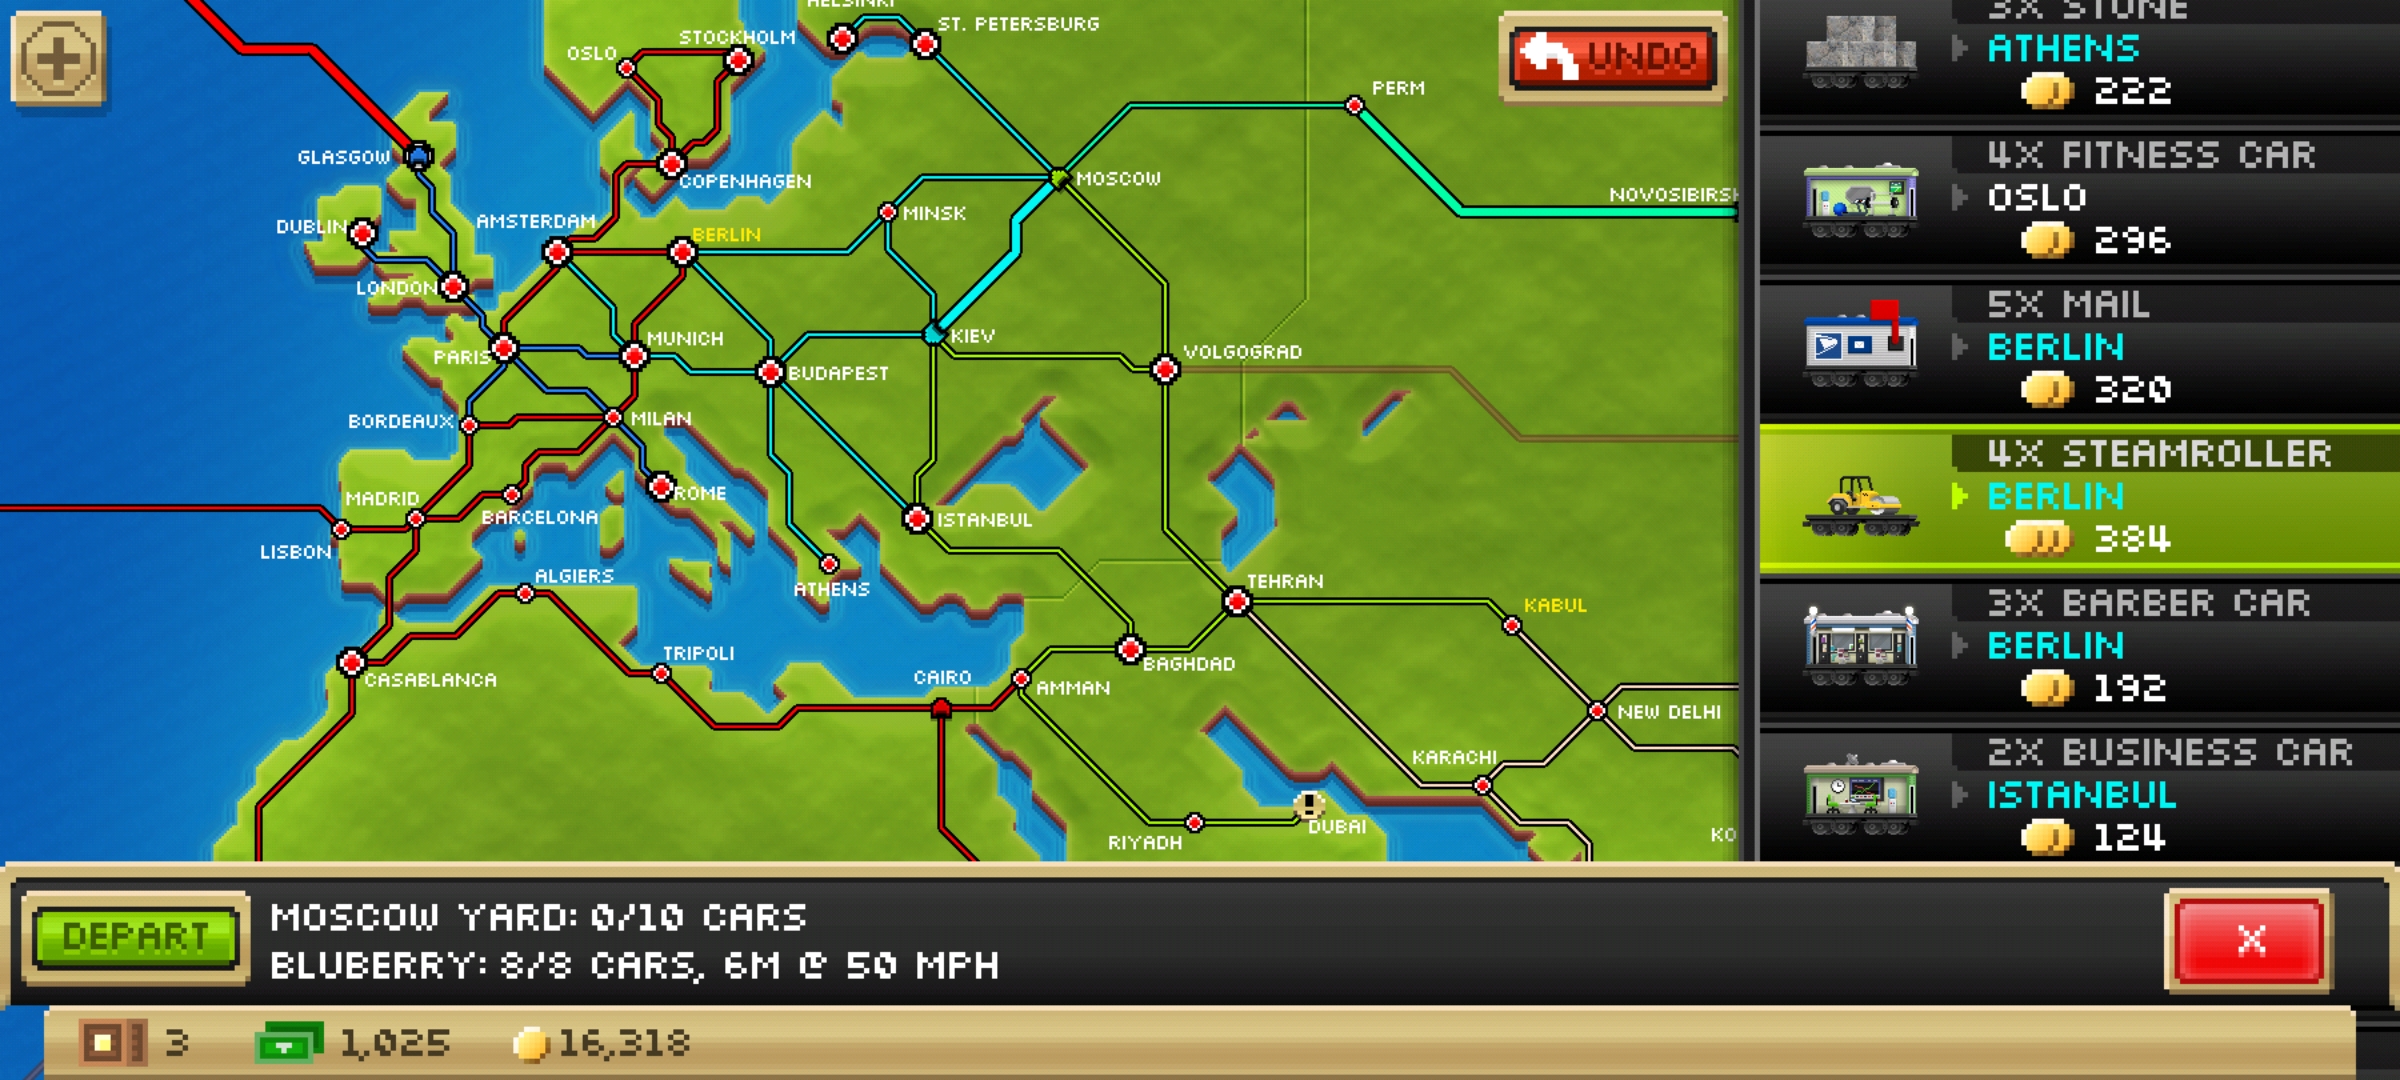 HELSINKI
ST. PETERSBURG
STOCKHOLM
OSLO
UNDO
PERM
GLASGOW
COPENHAGEN
MOSCOW
NOVOSIBIRSK
DUBLIN
AMSTERDAM
BERLIN
MINSK
LONDON
PARIS
MUNICH
KIEV
VOLGOGRAD
BUDAPEST
BORDEAUX
MILAN
MADRID
ROME
BARCELONA
ISTANBUL
LISBON
ALGIERS
ATHENS
TEHRAN
KABUL
TRIPOLI
BAGHDAD
CASABLANCA
CAIRO
AMMAN
NEW DELHI
KARACHI
DUBAI
RIYADH
KO
3X STONE
ATHENS
222
4X FITNESS CAR
OSLO
296
5X MAIL
BERLIN
320
4X STEAMROLLER
BERLIN
384
3X BARBER CAR
BERLIN
192
2X BUSINESS CAR
ISTANBUL
124
DEPART
MOSCOW YARD: 0/10 CARS
BLUBERRY: 8/8 CARS, 6M @ 50 MPH
X
3
1,025
16,318